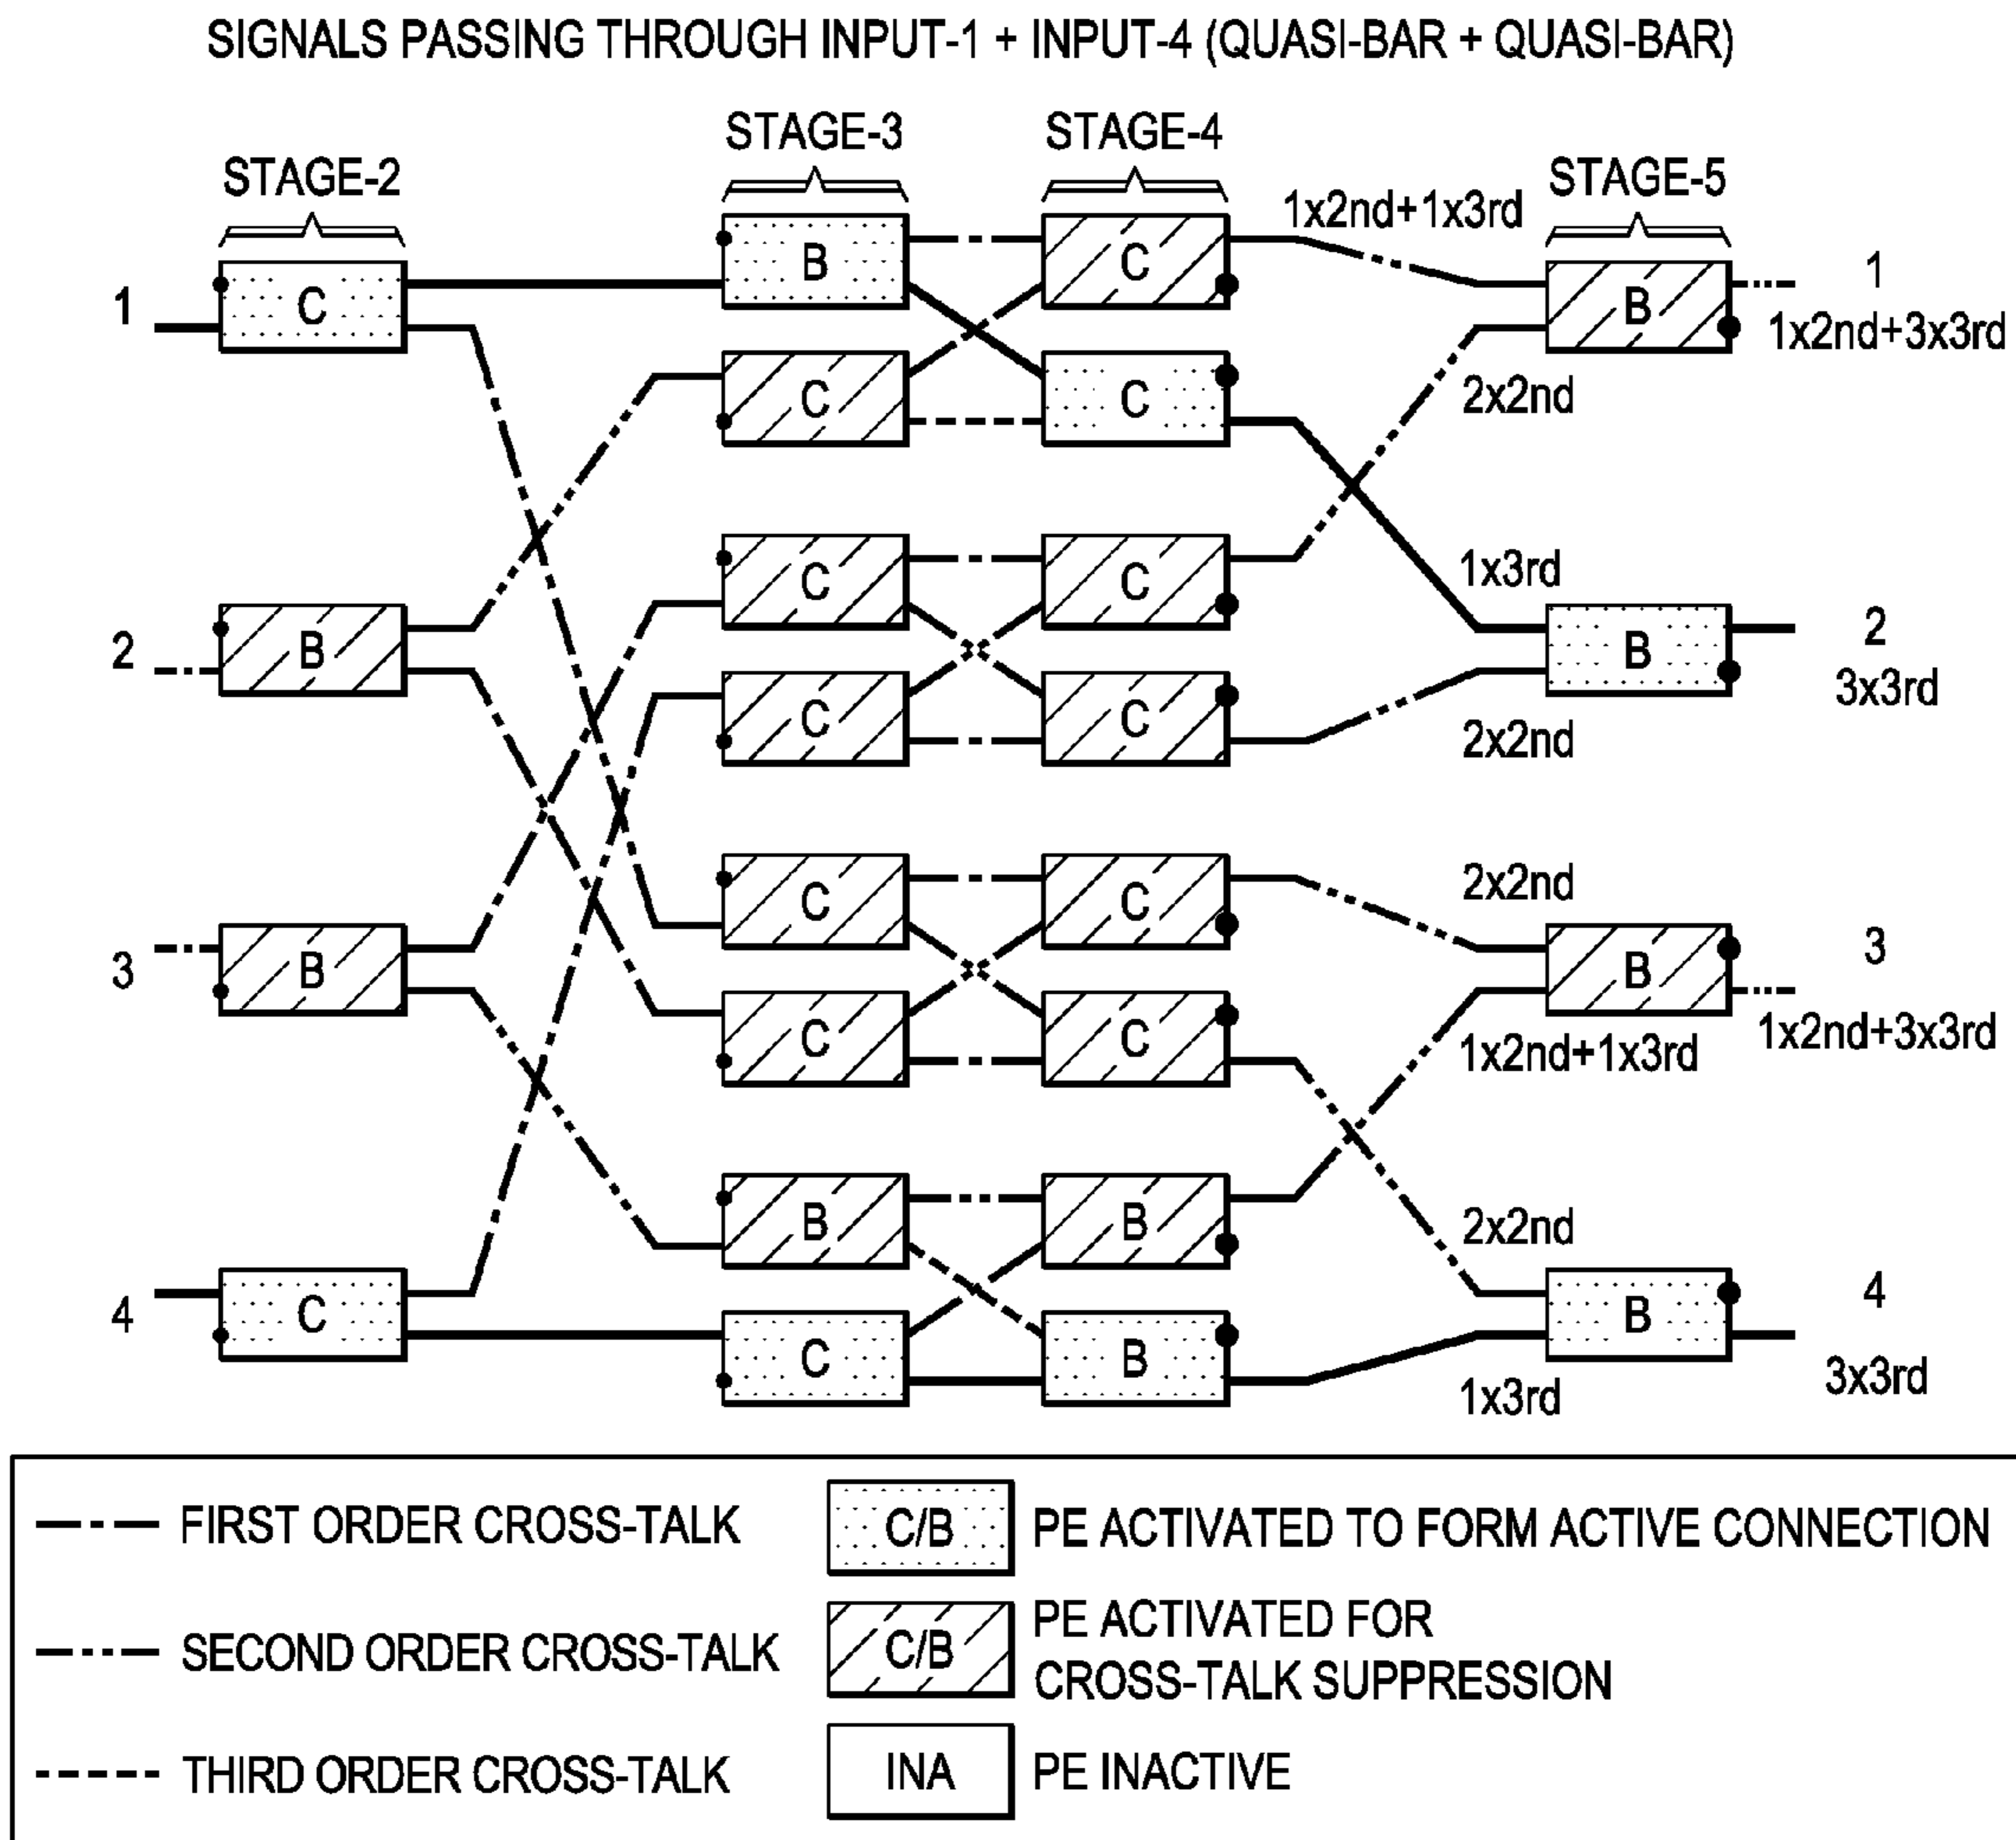 SIGNALS PASSING THROUGH INPUT-1 + INPUT-4 (QUASI-BAR + QUASI-BAR)
STAGE-2
STAGE-3
STAGE-4
STAGE-5
1
C
B
C
1x2nd+1x3rd
B
1
1x2nd+3x3rd
C
C
2x2nd
2
B
C
C
1x3rd
B
2
3x3rd
C
C
2x2nd
3
B
C
C
2x2nd
B
3
1x2nd+3x3rd
C
C
1x2nd+1x3rd
4
C
B
B
2x2nd
B
4
3x3rd
C
B
1x3rd
FIRST ORDER CROSS-TALK
C/B
PE ACTIVATED TO FORM ACTIVE CONNECTION
SECOND ORDER CROSS-TALK
C/B
PE ACTIVATED FOR
CROSS-TALK SUPPRESSION
THIRD ORDER CROSS-TALK
INA
PE INACTIVE